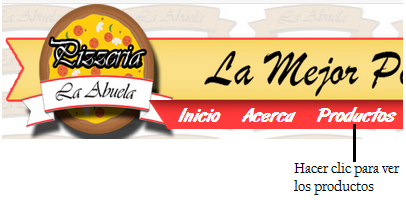 Pizzeria
La Abuela
La Mejor
Inicio Acerca Productos
Hacer clic para ver
los productos